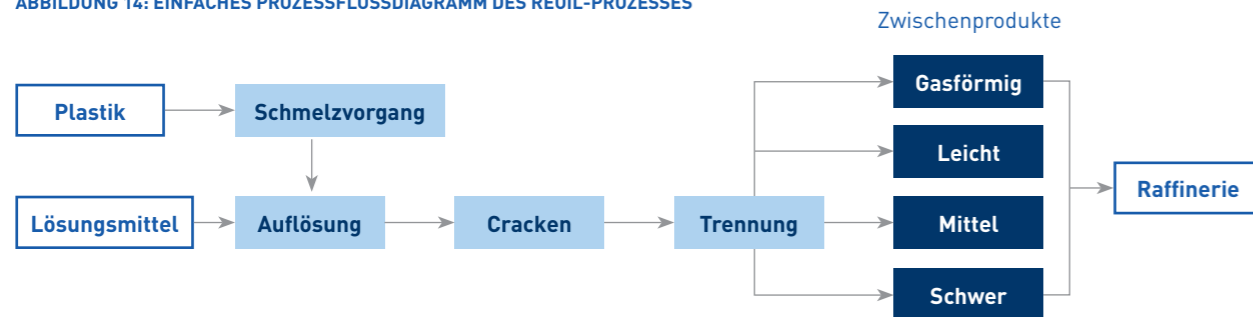 ABBILDUNG 14: EINFACHES PROZESSFLUSSDIAGRAMM DES REOIL-PROZESSES
Zwischenprodukte
Plastik
Schmelzvorgang
Gasförmig
Leicht
Raffinerie
Lösungsmittel
Auflösung
Cracken
Trennung
Mittel
Schwer